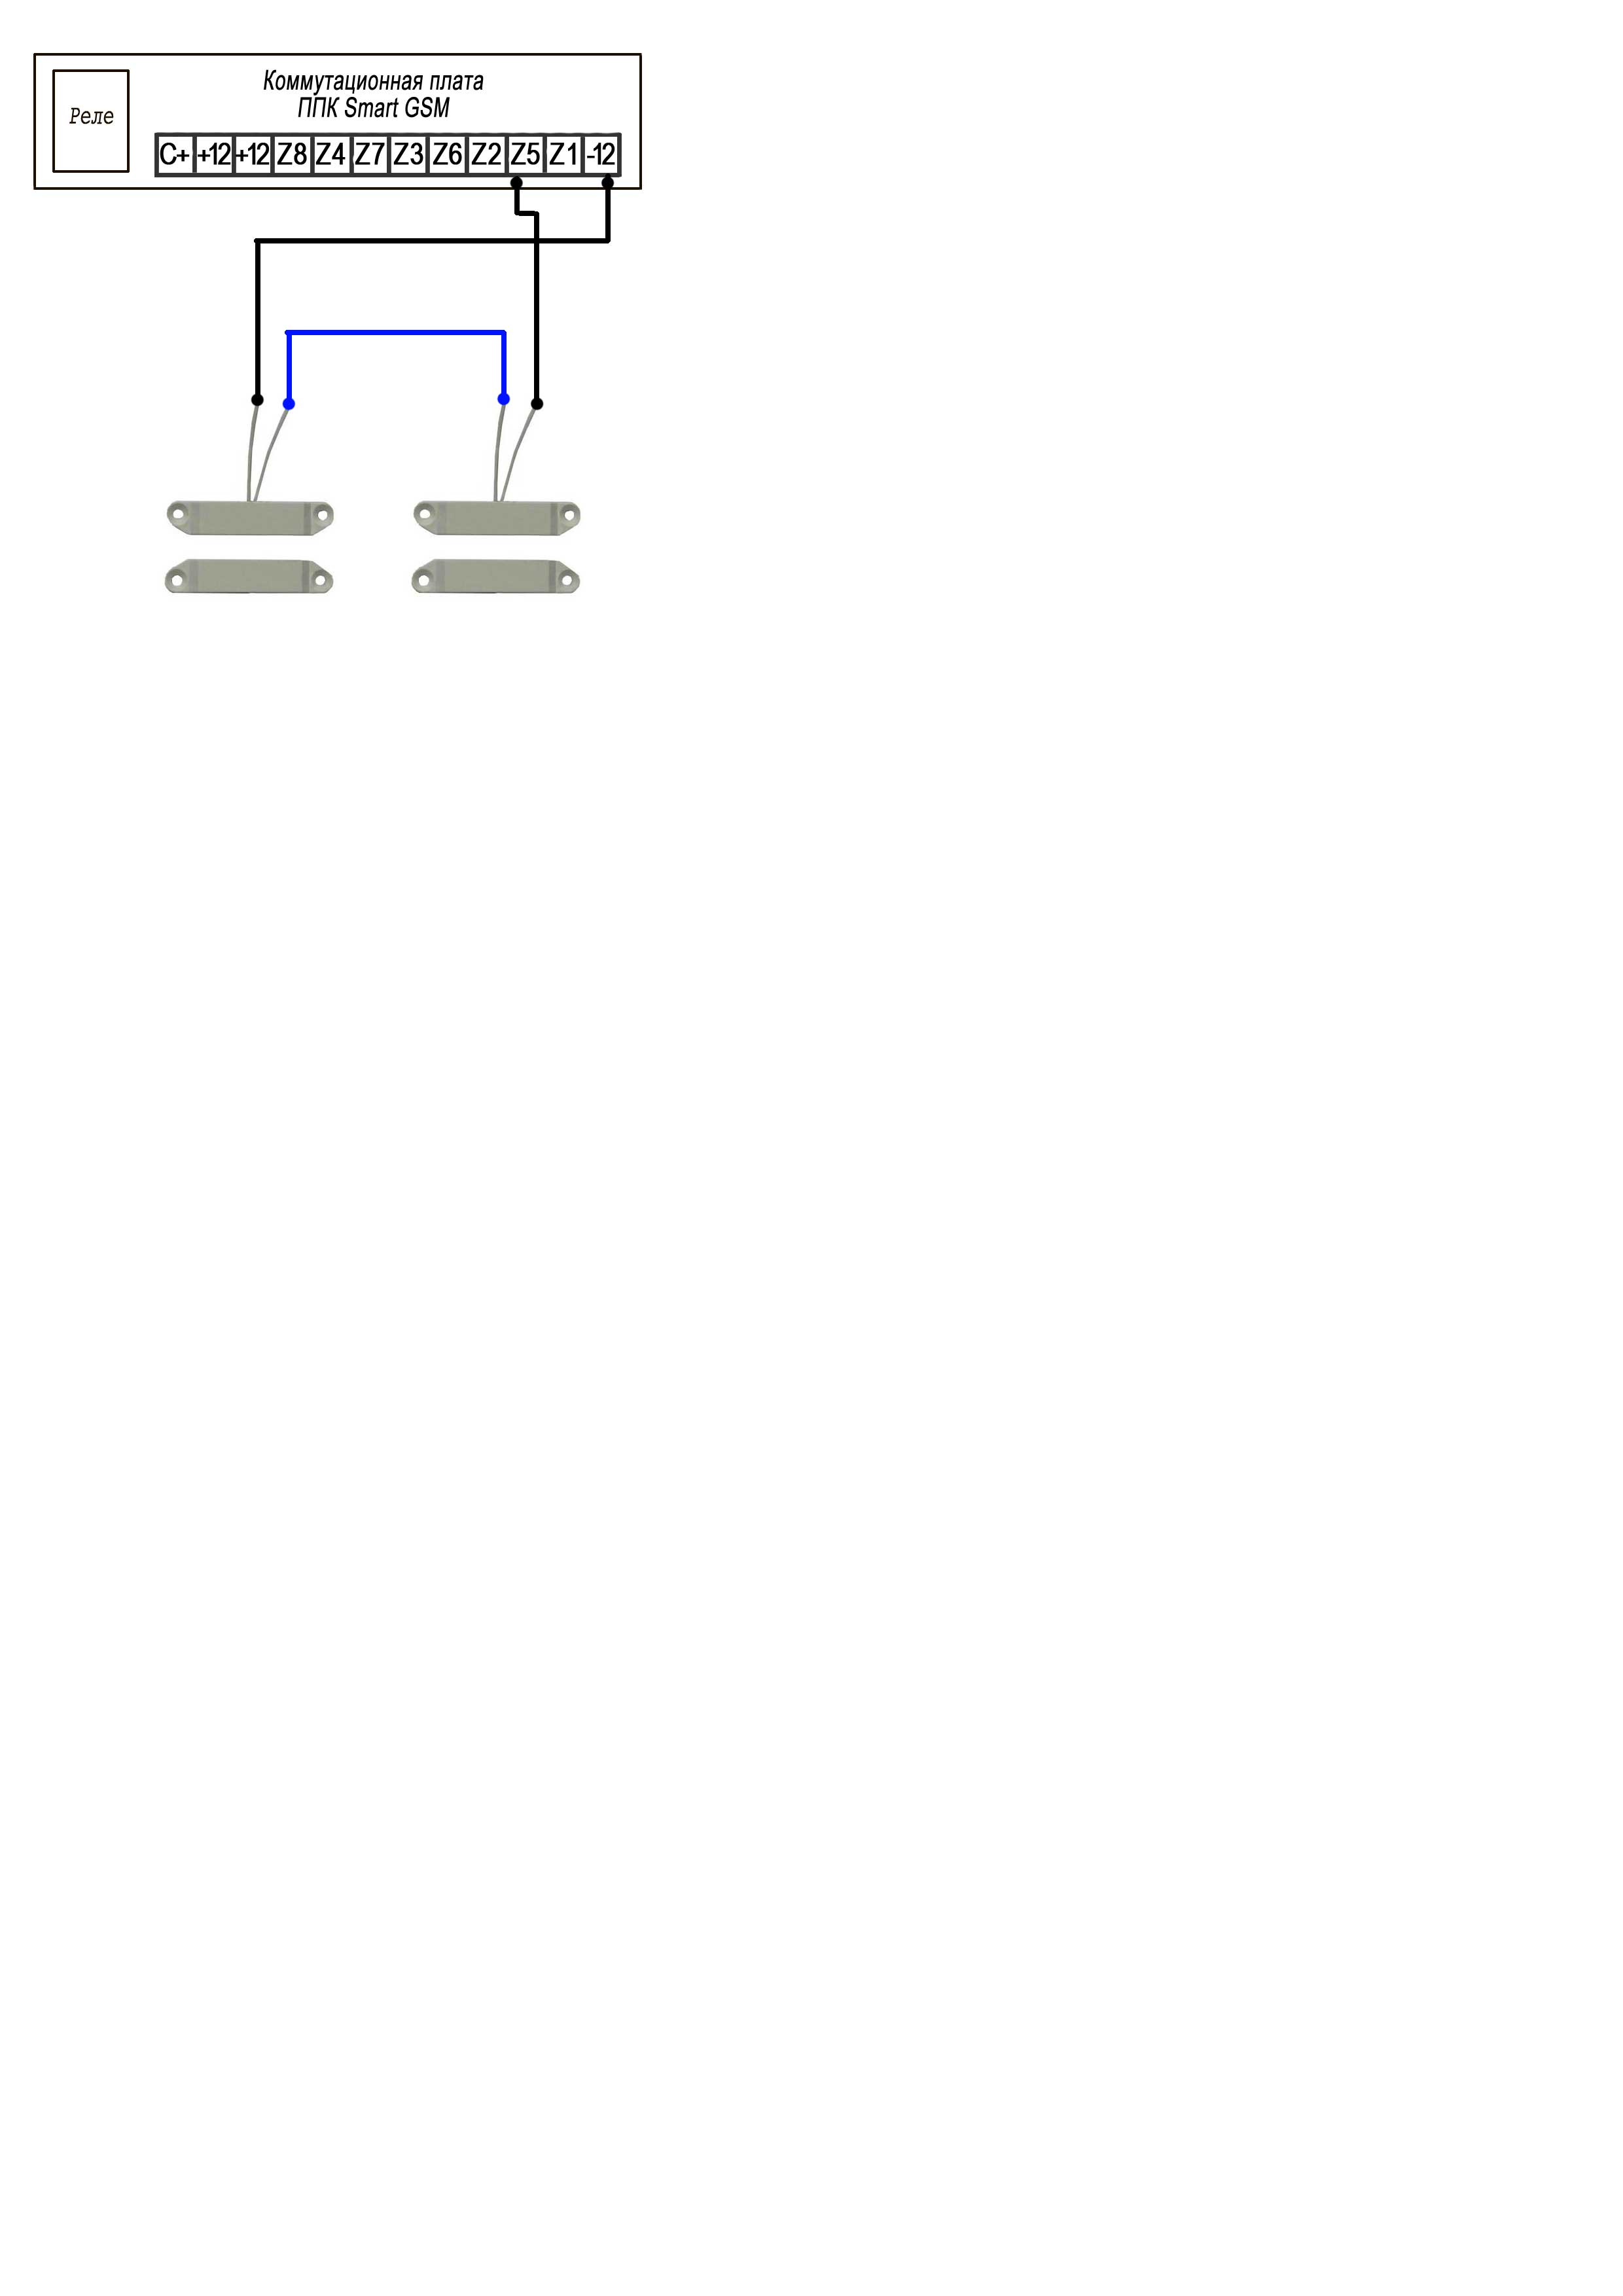 Коммутационная плата
ППК Smart GSM
Реле
C+ +12 +12 Z8 Z4 Z7 Z3 Z6 Z2 Z5 Z1 -12